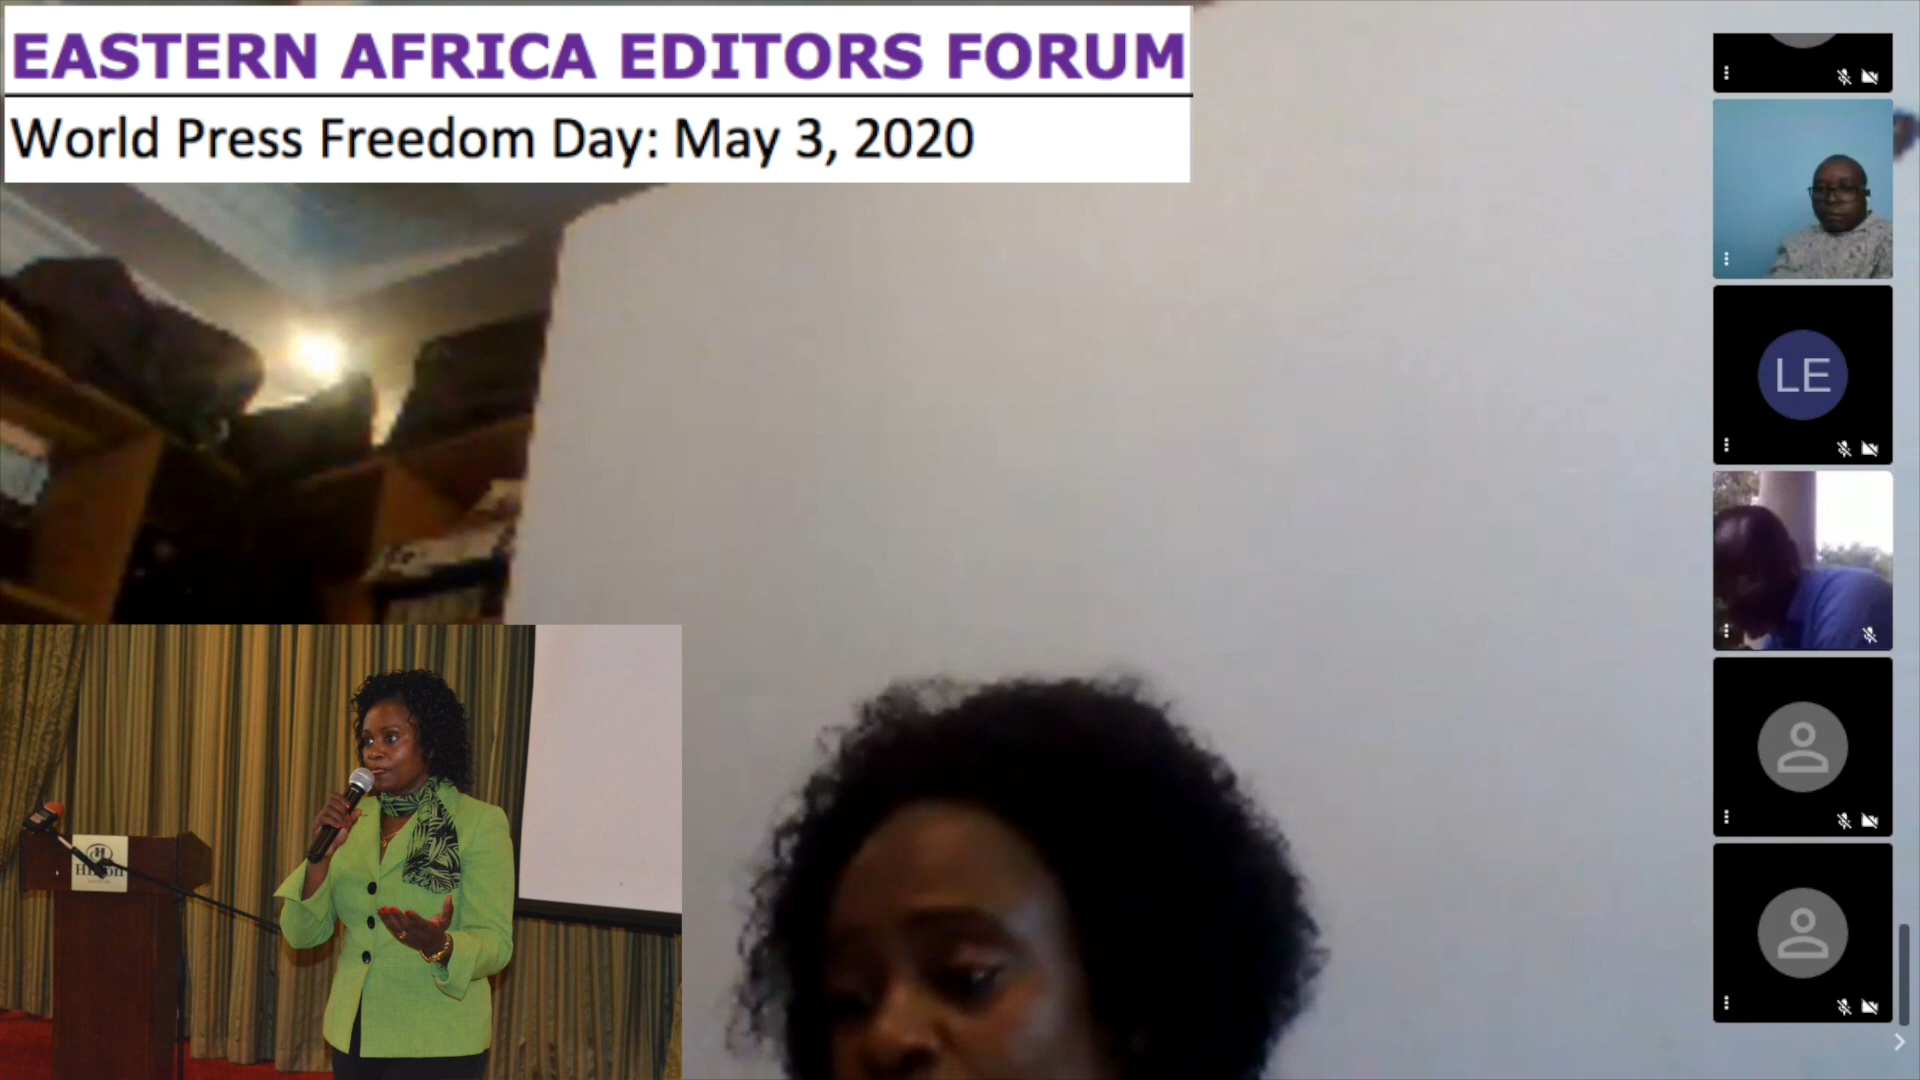 EASTERN AFRICA EDITORS FORUM
World Press Freedom Day: May 3, 2020
LE